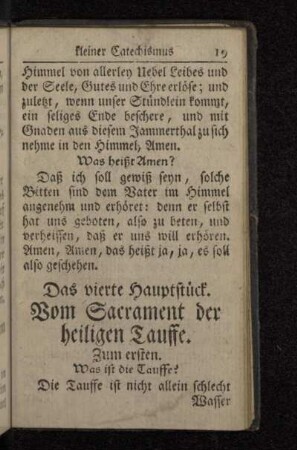 kleiner Catechismus 19
Himmel von allerley Uebel Leibes und
der Seele, Gutes und Ehre erlöse; und
zuletzt, wenn unser Stündlein kommt,
ein seliges Ende beschere, und mit
Gnaden aus diesem Jammerthal zu sich
nehme in den Himmel, Amen.
Was heißt Amen?
Daß ich soll gewiß seyn, solche
Bitten sind dem Vater im Himmel
angenehm und erhöret: denn er selbst
hat uns geboten, also zu beten, und
verheissen, daß er uns will erhören.
Amen, Amen, das heißt ja, ja, es soll
also geschehen.
Das vierte Hauptstück.
Vom Sacrament der
heiligen Tauffe.
Zum ersten.
Was ist die Tauffe?
Die Tauffe ist nicht allein schlecht
Wasser